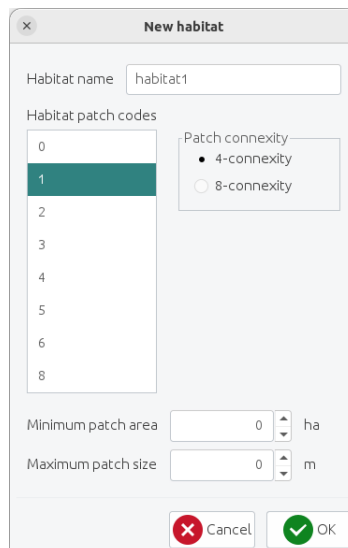 New habitat
Habitat name habitat1
Habitat patch codes
0
1
2
3
4
5
6
8
Patch connexity
4-connexity
8-connexity
Minimum patch area 0 ha
Maximum patch size 0 m
Cancel OK